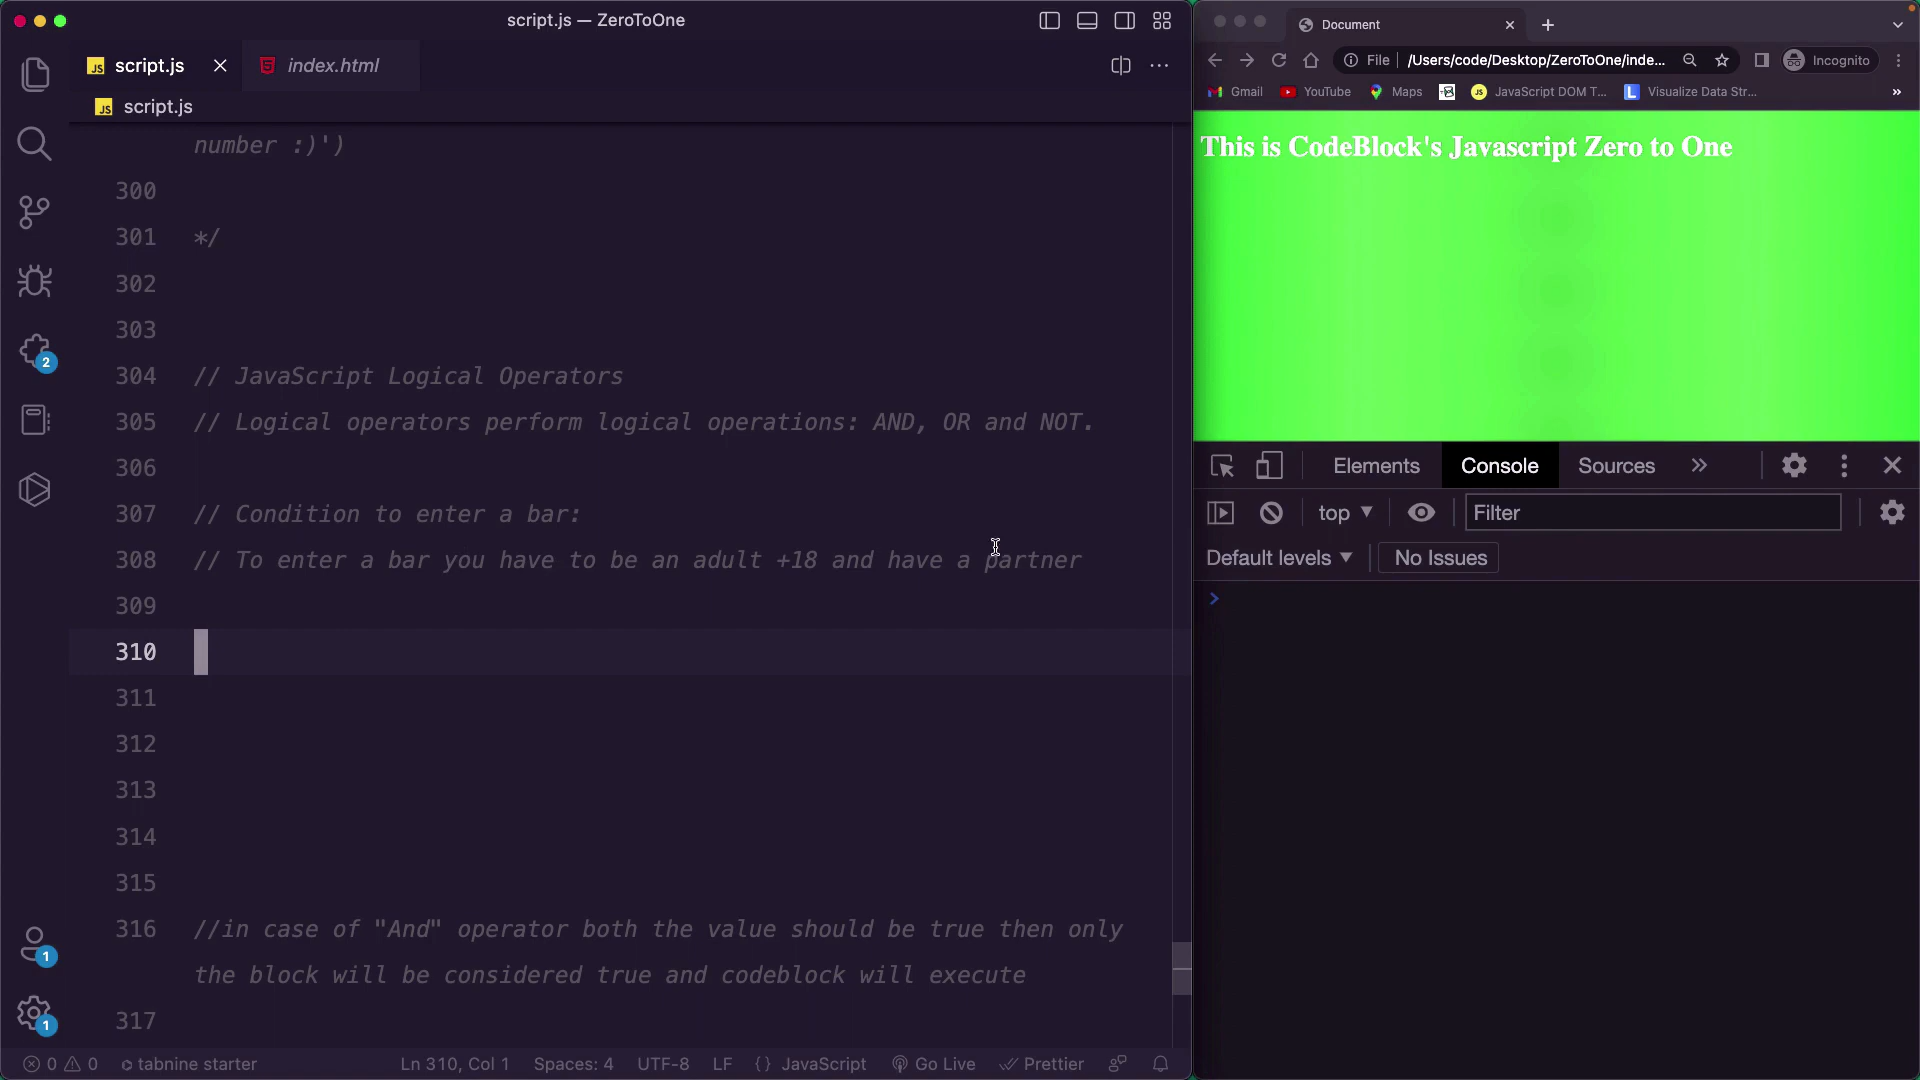 script.js — ZeroToOne
script.js
index.html
script.js
number :)')
300
301 */
302
303
304 // JavaScript Logical Operators
305 // Logical operators perform logical operations: AND, OR and NOT.
306
307 // Condition to enter a bar:
308 // To enter a bar you have to be an adult +18 and have a partner
309
310
311
312
313
314
315
316 //in case of "And" operator both the value should be true then only
the block will be considered true and codeblock will execute
317
2
1
1
0 0 tabnine starter Ln 310, Col 1 Spaces: 4 UTF-8 LF {} JavaScript Go Live Prettier
Document
File /Users/code/Desktop/ZeroToOne/inde... Incognito
Gmail YouTube Maps JavaScript DOM T... Visualize Data Str... »
This is CodeBlock's Javascript Zero to One
Elements Console Sources »
top Filter
Default levels No Issues
>